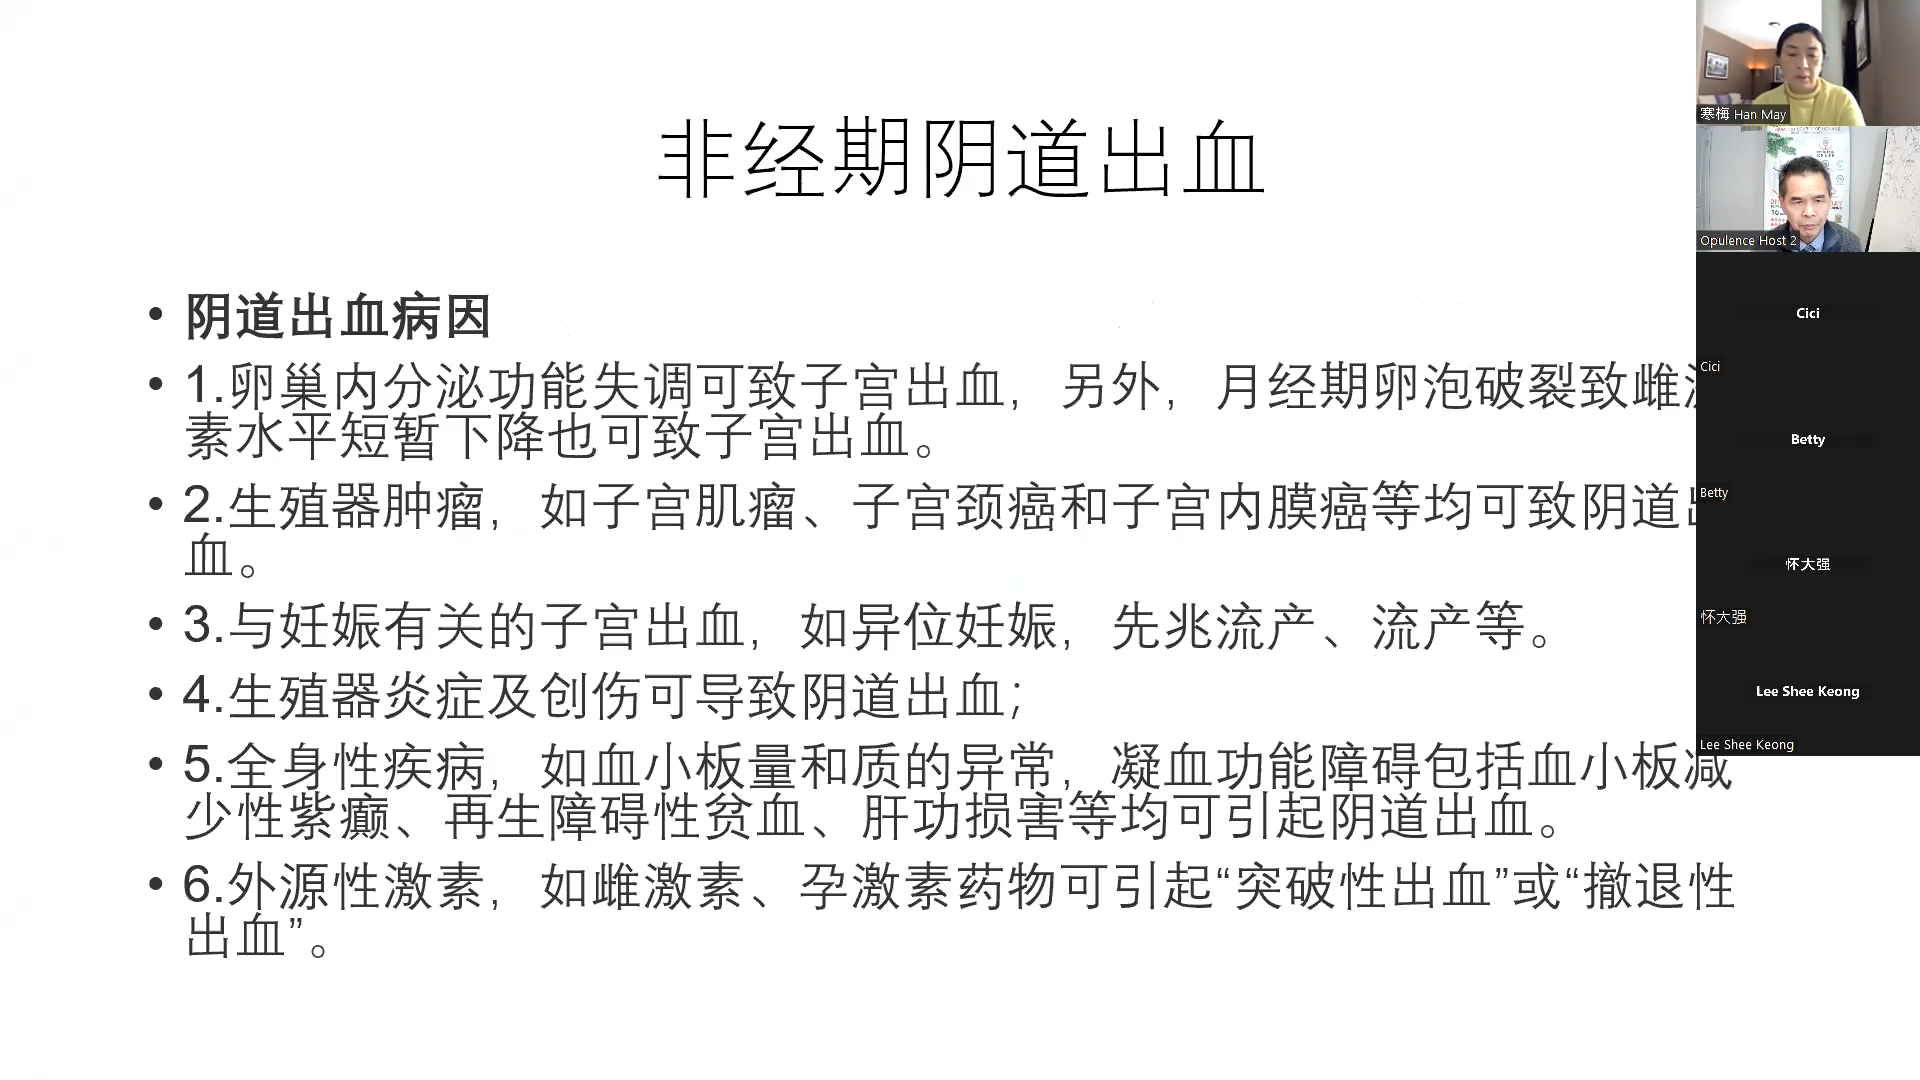 非经期阴道出血
• 阴道出血病因
• 1.卵巢内分泌功能失调可致子宫出血，另外，月经期卵泡破裂致雌
素水平短暂下降也可致子宫出血。
• 2.生殖器肿瘤，如子宫肌瘤、子宫颈癌和子宫内膜癌等均可致阴道
血。
• 3.与妊娠有关的子宫出血，如异位妊娠，先兆流产、流产等。
• 4.生殖器炎症及创伤可导致阴道出血；
• 5.全身性疾病，如血小板量和质的异常，凝血功能障碍包括血小板减
少性紫癜、再生障碍性贫血、肝功损害等均可引起阴道出血。
• 6.外源性激素，如雌激素、孕激素药物可引起“突破性出血”或“撤退性
出血”。
寒梅 Han May
Opulence Host 2
Cici
Cici
Betty
Betty
怀大强
怀大强
Lee Shee Keong
Lee Shee Keong